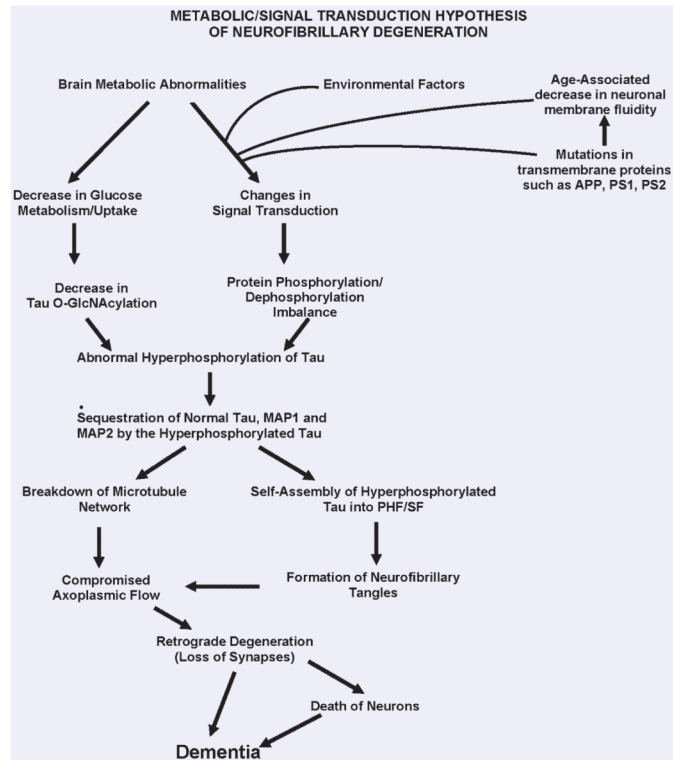 METABOLIC/SIGNAL TRANSDUCTION HYPOTHESIS
OF NEUROFIBRILLARY DEGENERATION
Brain Metabolic Abnormalities
Environmental Factors
Age-Associated
decrease in neuronal
membrane fluidity
Mutations in
transmembrane proteins
such as APP, PS1, PS2
Decrease in Glucose
Metabolism/Uptake
Changes in
Signal Transduction
Decrease in
Tau O-GlcNAcylation
Protein Phosphorylation/
Dephosphorylation
Imbalance
Abnormal Hyperphosphorylation of Tau
Sequestration of Normal Tau, MAP1 and
MAP2 by the Hyperphosphorylated Tau
Breakdown of Microtubule
Network
Self-Assembly of Hyperphosphorylated
Tau into PHF/SF
Compromised
Axoplasmic Flow
Formation of Neurofibrillary
Tangles
Retrograde Degeneration
(Loss of Synapses)
Death of Neurons
Dementia